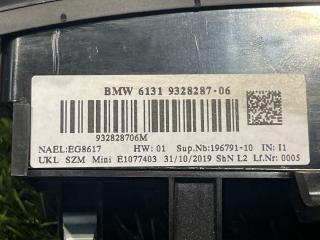 BMW 6131 9328287-06
932828706M
NAEL:EG8617 HW: 01 Sup.Nb:196791-10 IN: I1
UKL SZM Mini E1077403 31/10/2019 ShN L2 Lf.Nr: 0005